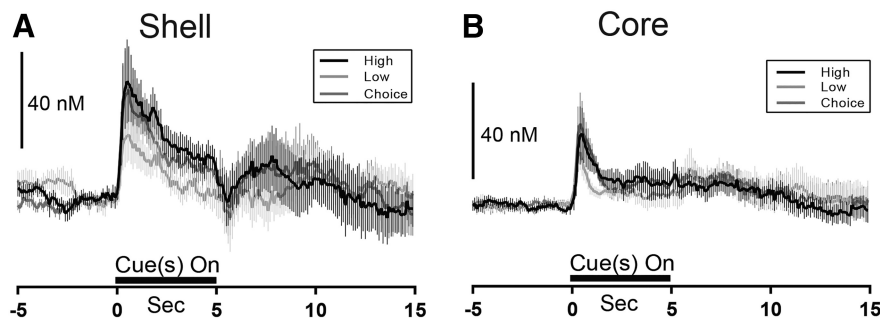 A Shell
High
Low
Choice
40 nM
Cue(s) On
-5 0 Sec 5 10 15
B Core
High
Low
Choice
40 nM
Cue(s) On
-5 0 Sec 5 10 15